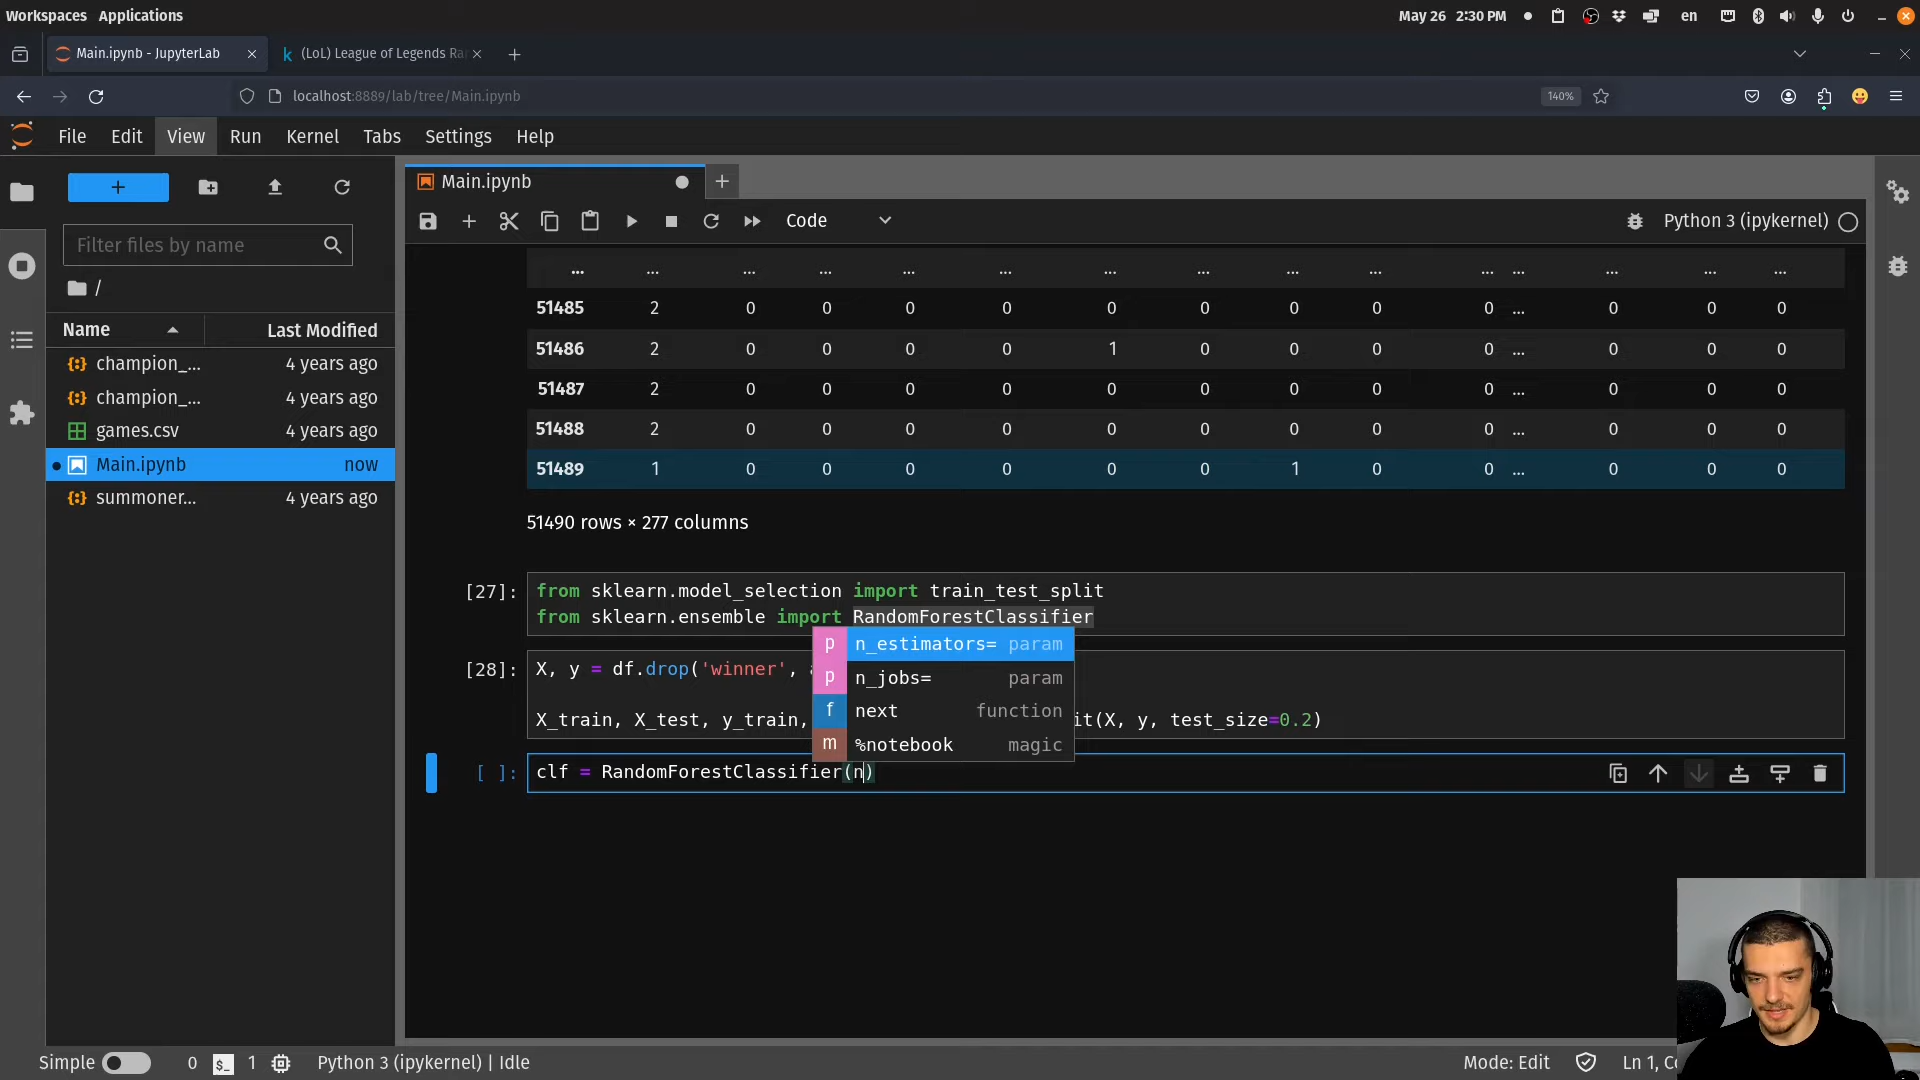 Workspaces Applications May 26 2:30 PM en
Main.ipynb - JupyterLab (LoL) League of Legends Ra
localhost:8889/lab/tree/Main.ipynb 140%
File Edit View Run Kernel Tabs Settings Help
Main.ipynb
Code Python 3 (ipykernel)
Filter files by name
/
Name Last Modified
champion_... 4 years ago
champion_... 4 years ago
games.csv 4 years ago
Main.ipynb now
summoner... 4 years ago
... ... ... ... ... ... ... ... ... ... ... ... ... ...
51485 2 0 0 0 0 0 0 0 0 ... 0 0 0
51486 2 0 0 0 0 1 0 0 0 0 ... 0 0 0
51487 2 0 0 0 0 0 0 0 0 0 ... 0 0 0
51488 2 0 0 0 0 0 0 0 0 0 ... 0 0 0
51489 1 0 0 0 0 0 0 1 0 0 ... 0 0 0
51490 rows × 277 columns
[27]: from sklearn.model_selection import train_test_split
from sklearn.ensemble import RandomForestClassifier
p n_estimators= param
p n_jobs= param
f next function
m %notebook magic
[28]: X, y = df.drop('winner', a
X_train, X_test, y_train, it(X, y, test_size=0.2)
[ ]: clf = RandomForestClassifier(n)
Simple 0 $_ 1 Python 3 (ipykernel) | Idle Mode: Edit Ln 1, C